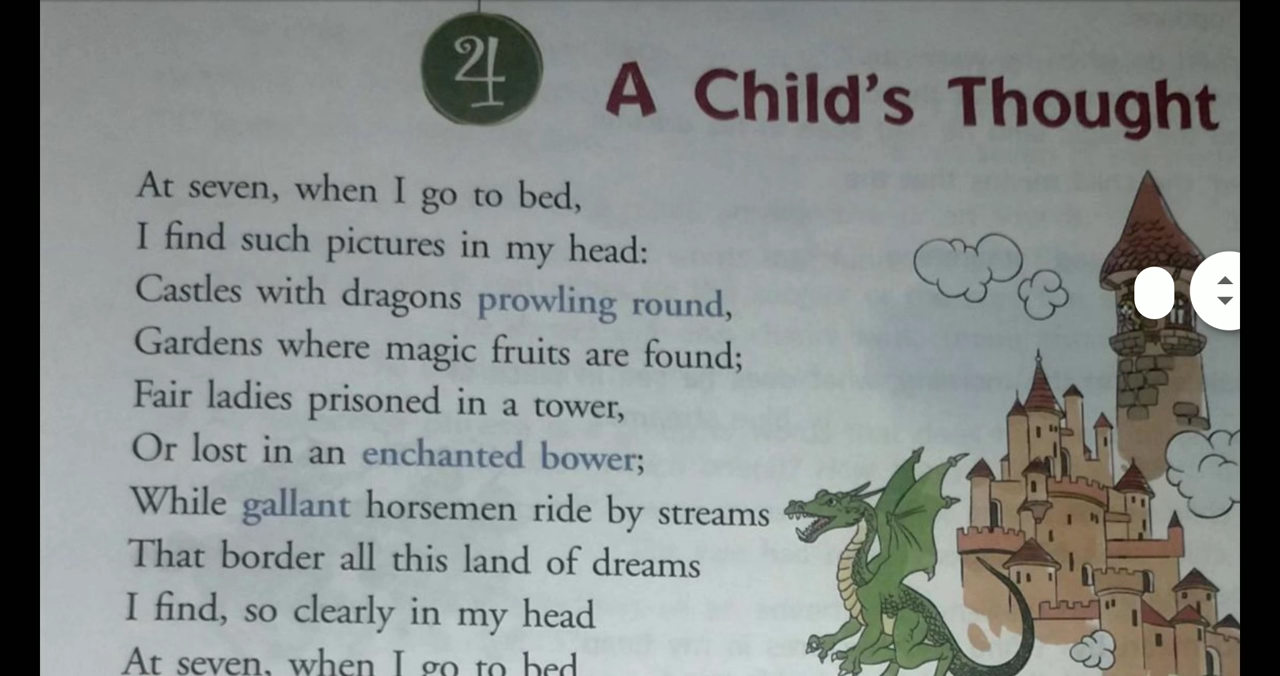 4
A Child's Thought
At seven, when I go to bed,
I find such pictures in my head:
Castles with dragons prowling round,
Gardens where magic fruits are found;
Fair ladies prisoned in a tower,
Or lost in an enchanted bower;
While gallant horsemen ride by streams
That border all this land of dreams
I find, so clearly in my head
At seven, when I go to bed